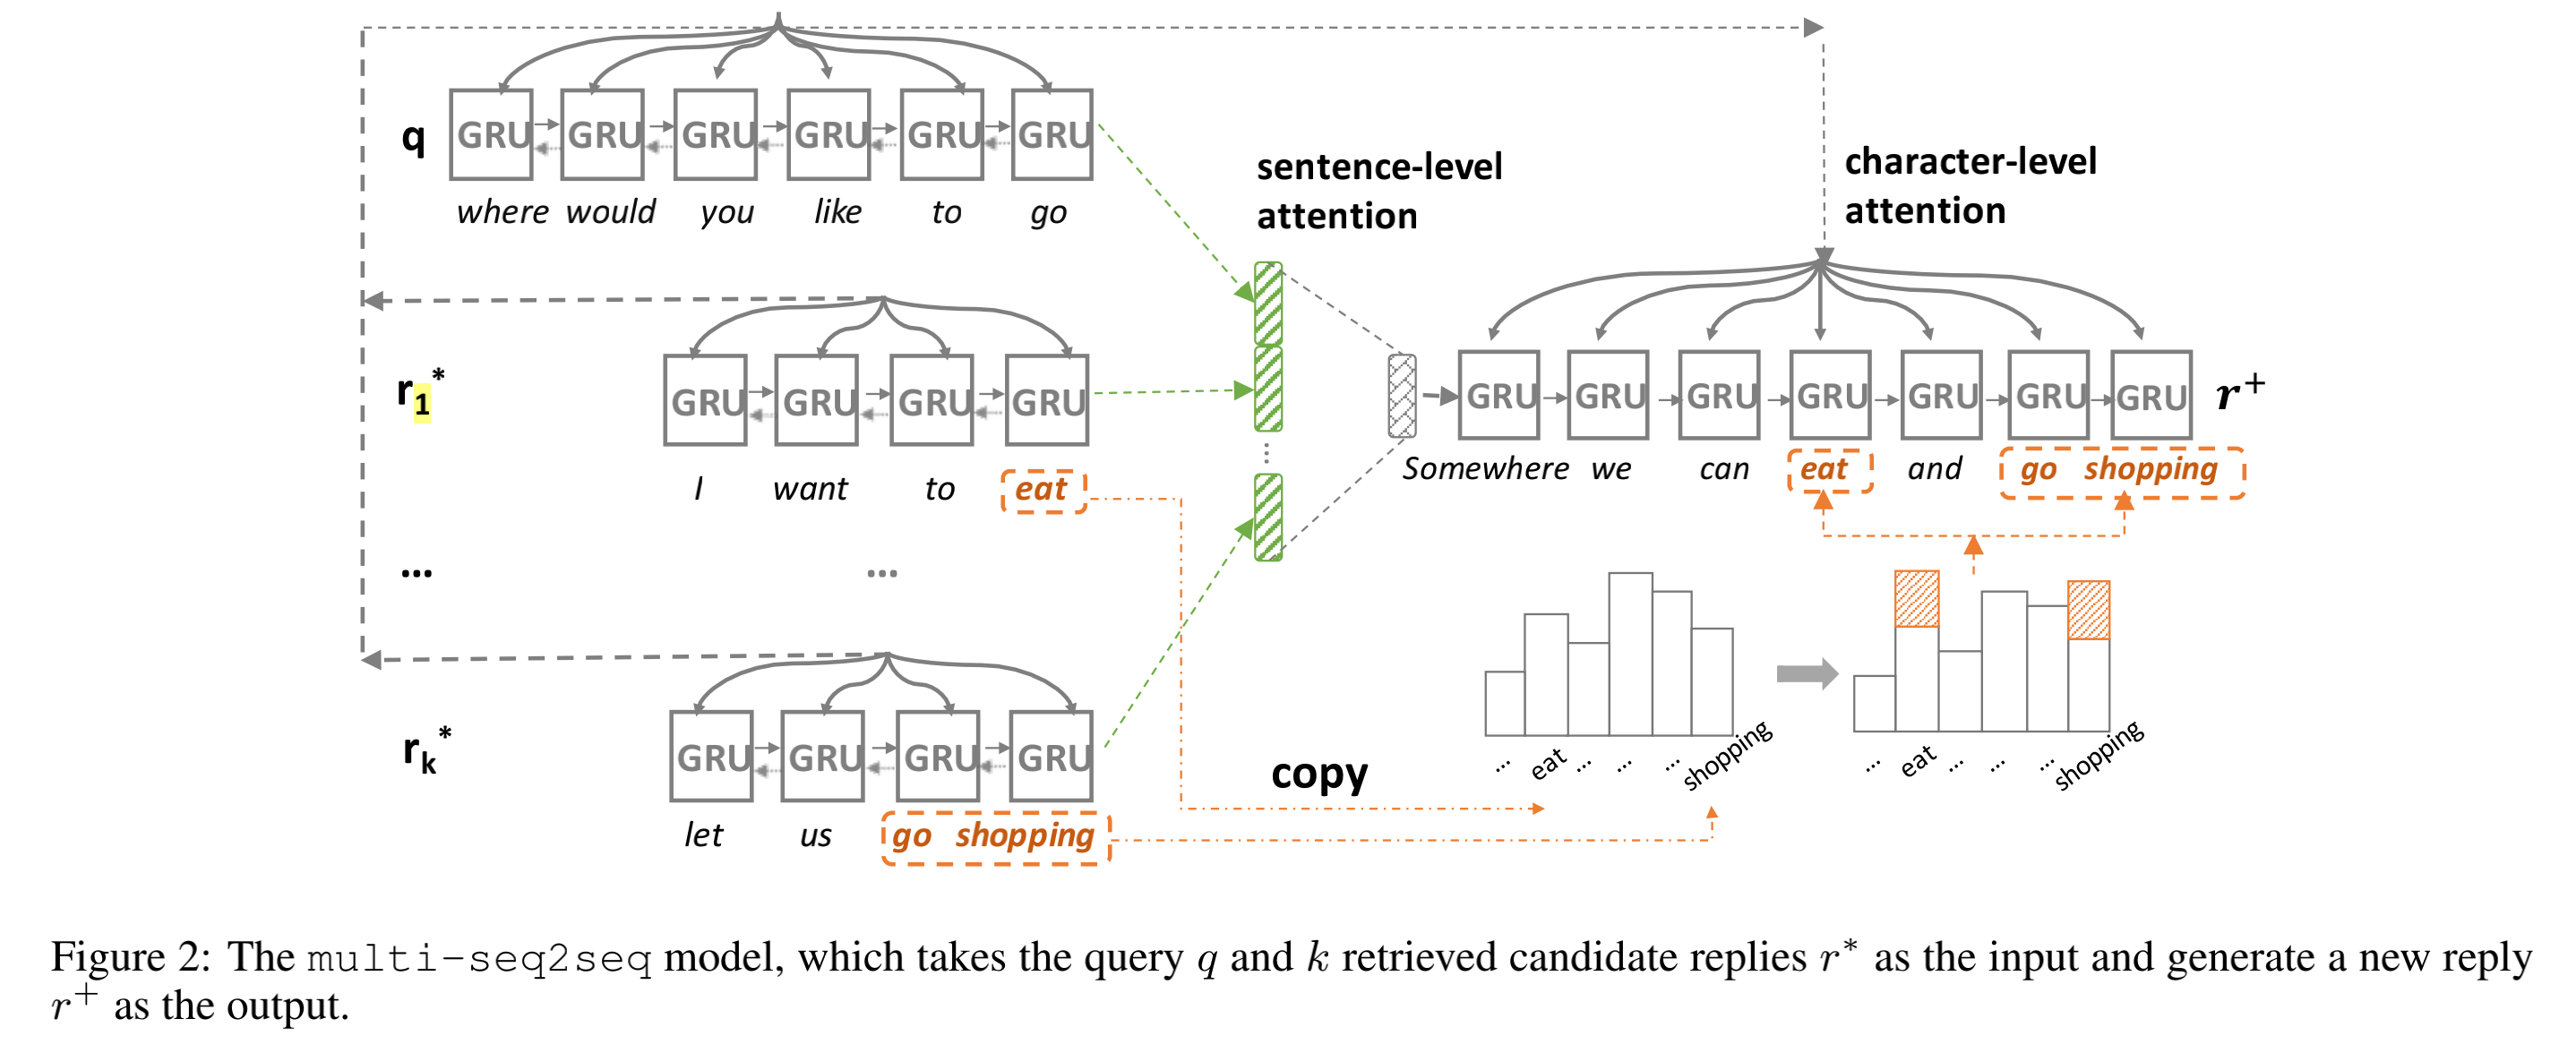 q
GRU GRU GRU GRU GRU GRU
where would you like to go
sentence-level
attention
character-level
attention
r1*
GRU GRU GRU GRU
I want to eat
GRU GRU GRU GRU GRU GRU GRU
r+
Somewhere we can eat and go shopping
...
...
rk*
GRU GRU GRU GRU
let us go shopping
copy
... eat ... ... ... shopping
... eat ... ... ... shopping
Figure 2: The multi-seq2seq model, which takes the query q and k retrieved candidate replies r* as the input and generate a new reply
r+ as the output.